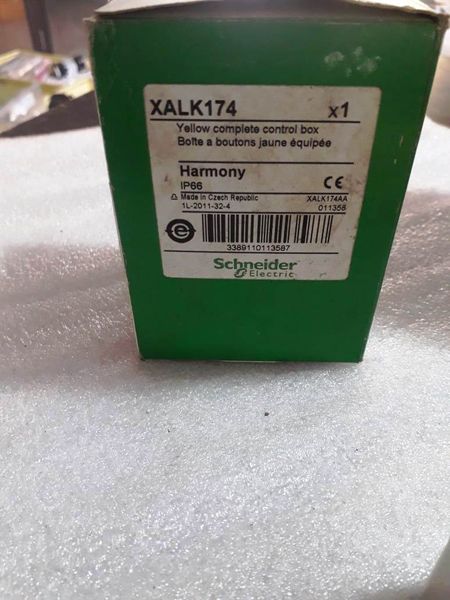 XALK174 x1
Yellow complete control box
Boîte a boutons jaune équipée
Harmony
IP66
CE
Made in Czech Republic XALK174AA
1L-2011-32-4 011358
3389110113587
Schneider
Electric